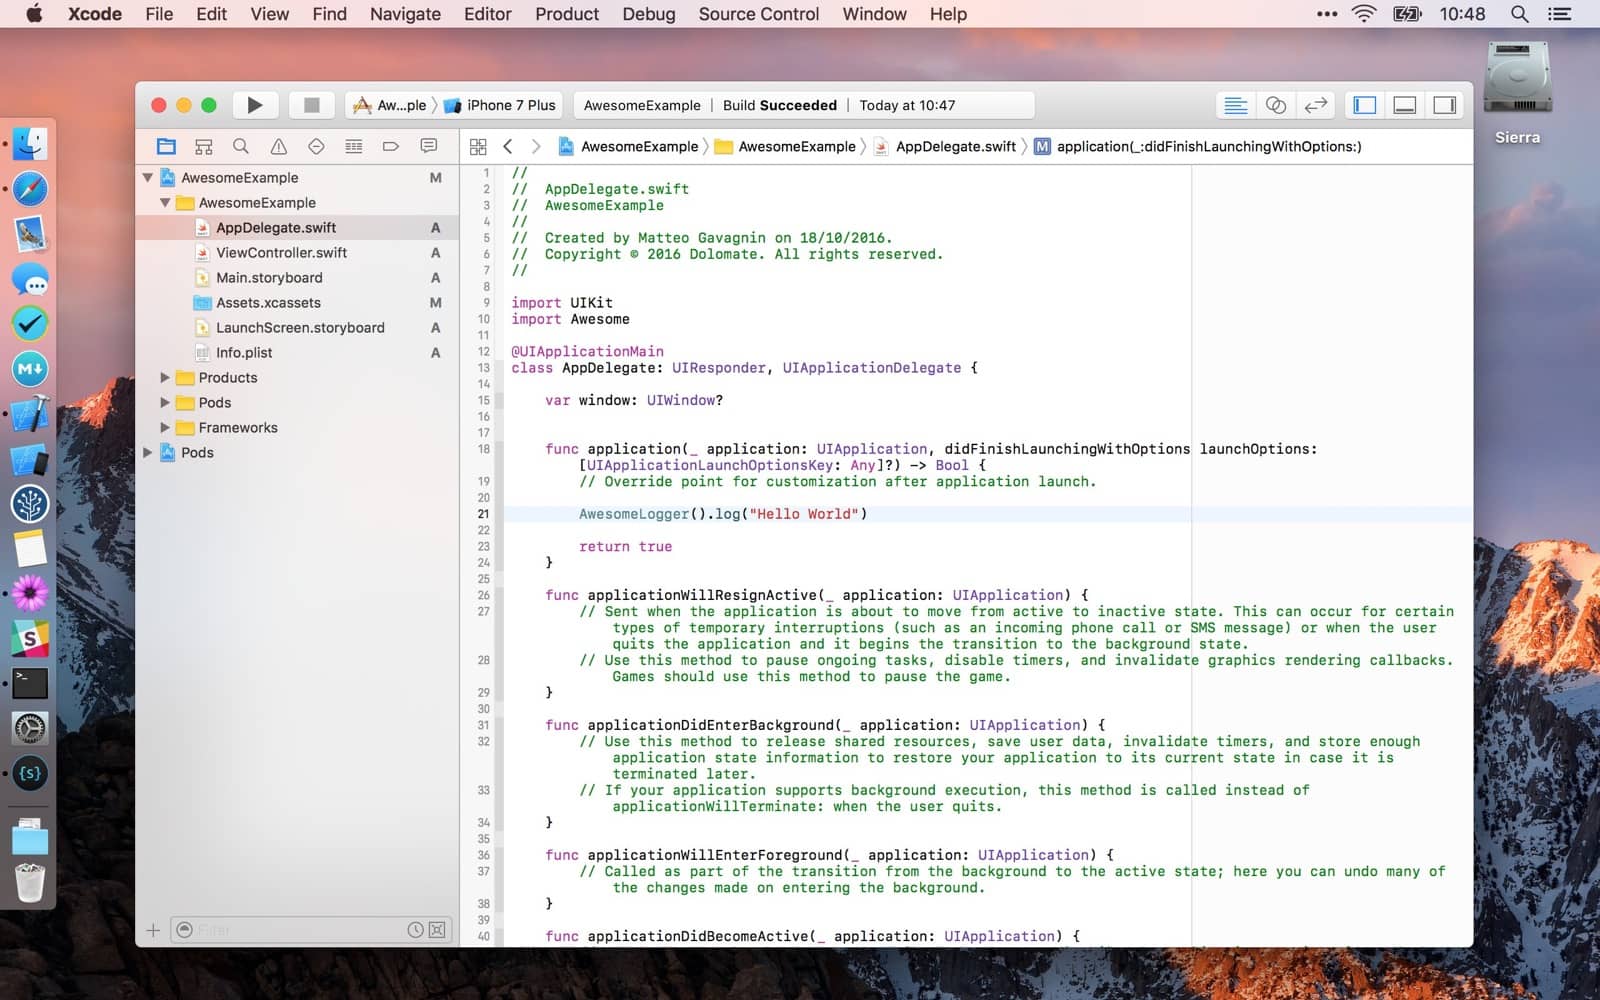 Xcode File Edit View Find Navigate Editor Product Debug Source Control Window Help 10:48
Sierra
Aw...ple iPhone 7 Plus AwesomeExample | Build Succeeded | Today at 10:47
AwesomeExample AwesomeExample AppDelegate.swift M application(_:didFinishLaunchingWithOptions:)
AwesomeExample M
AwesomeExample
AppDelegate.swift A
ViewController.swift A
Main.storyboard A
Assets.xcassets M
LaunchScreen.storyboard A
Info.plist A
Products
Pods
Frameworks
Pods
Filter
1 //
2 // AppDelegate.swift
3 // AwesomeExample
4 //
5 // Created by Matteo Gavagnin on 18/10/2016.
6 // Copyright © 2016 Dolomate. All rights reserved.
7 //
8
9 import UIKit
10 import Awesome
11
12 @UIApplicationMain
13 class AppDelegate: UIResponder, UIApplicationDelegate {
14
15 var window: UIWindow?
16
17
18 func application(_ application: UIApplication, didFinishLaunchingWithOptions launchOptions:
[UIApplicationLaunchOptionsKey: Any]?) -> Bool {
19 // Override point for customization after application launch.
20
21 AwesomeLogger().log("Hello World")
22
23 return true
24 }
25
26 func applicationWillResignActive(_ application: UIApplication) {
27 // Sent when the application is about to move from active to inactive state. This can occur for certain
types of temporary interruptions (such as an incoming phone call or SMS message) or when the user
quits the application and it begins the transition to the background state.
28 // Use this method to pause ongoing tasks, disable timers, and invalidate graphics rendering callbacks.
Games should use this method to pause the game.
29 }
30
31 func applicationDidEnterBackground(_ application: UIApplication) {
32 // Use this method to release shared resources, save user data, invalidate timers, and store enough
application state information to restore your application to its current state in case it is
terminated later.
33 // If your application supports background execution, this method is called instead of
applicationWillTerminate: when the user quits.
34 }
35
36 func applicationWillEnterForeground(_ application: UIApplication) {
37 // Called as part of the transition from the background to the active state; here you can undo many of
the changes made on entering the background.
38 }
39
40 func applicationDidBecomeActive(_ application: UIApplication) {
M↓
S
>_
{s}